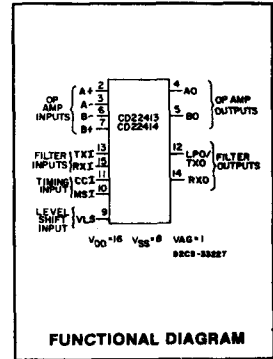 OP AMP INPUTS
A+ 2
A- 3
B- 6
B+ 7
CD22413
CD22414
4 AO
5 BO
OP AMP OUTPUTS
FILTER INPUTS
TXI 13
RXI 15
12 LPO/TXO
14 RXO
FILTER OUTPUTS
TIMING INPUT
CCI 11
MSI 10
LEVEL SHIFT INPUT
VLS 9
VDD=16 VSS=8 VAG=1
92CS-33227
FUNCTIONAL DIAGRAM